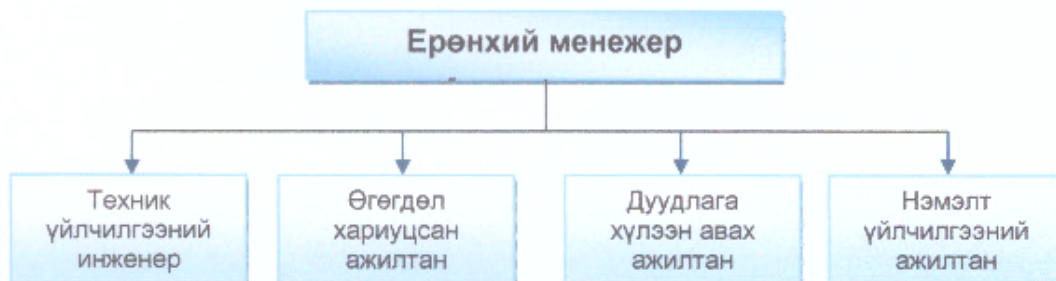 Ерөнхий менежер
Техник
үйлчилгээний
инженер
Өгөгдөл
хариуцсан
ажилтан
Дуудлага
хүлээн авах
ажилтан
Нэмэлт
үйлчилгээний
ажилтан